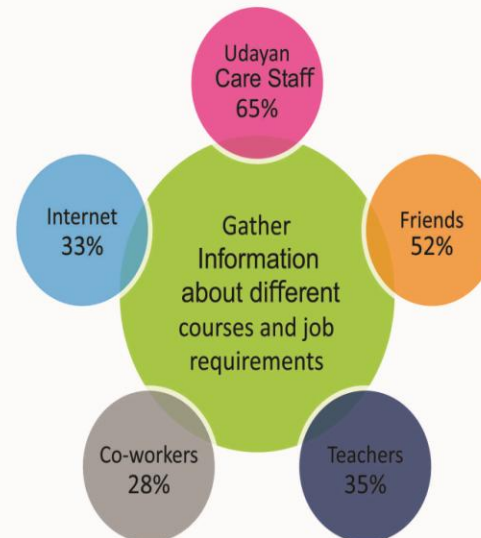 Udayan
Care Staff
65%
Internet
33%
Friends
52%
Gather
Information
about different
courses and job
requirements
Co-workers
28%
Teachers
35%